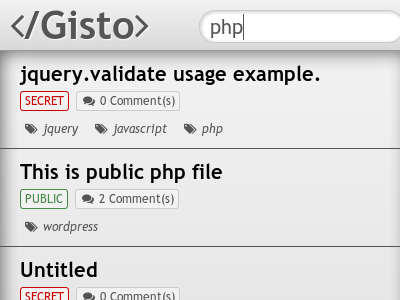 </Gisto>
php
jquery.validate usage example.
SECRET 0 Comment(s)
jquery javascript php
This is public php file
PUBLIC 2 Comment(s)
wordpress
Untitled
SECRET 0 Comment(s)